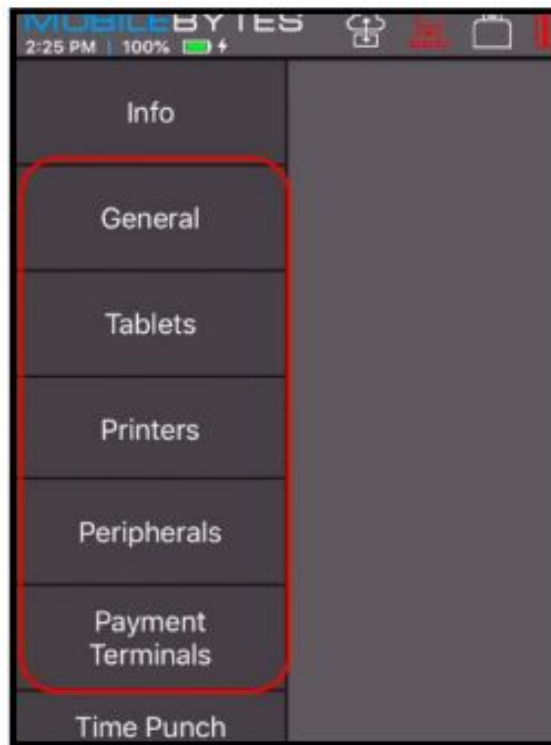 MOBILEBYTES
2:25 PM | 100%
Info
General
Tablets
Printers
Peripherals
Payment
Terminals
Time Punch